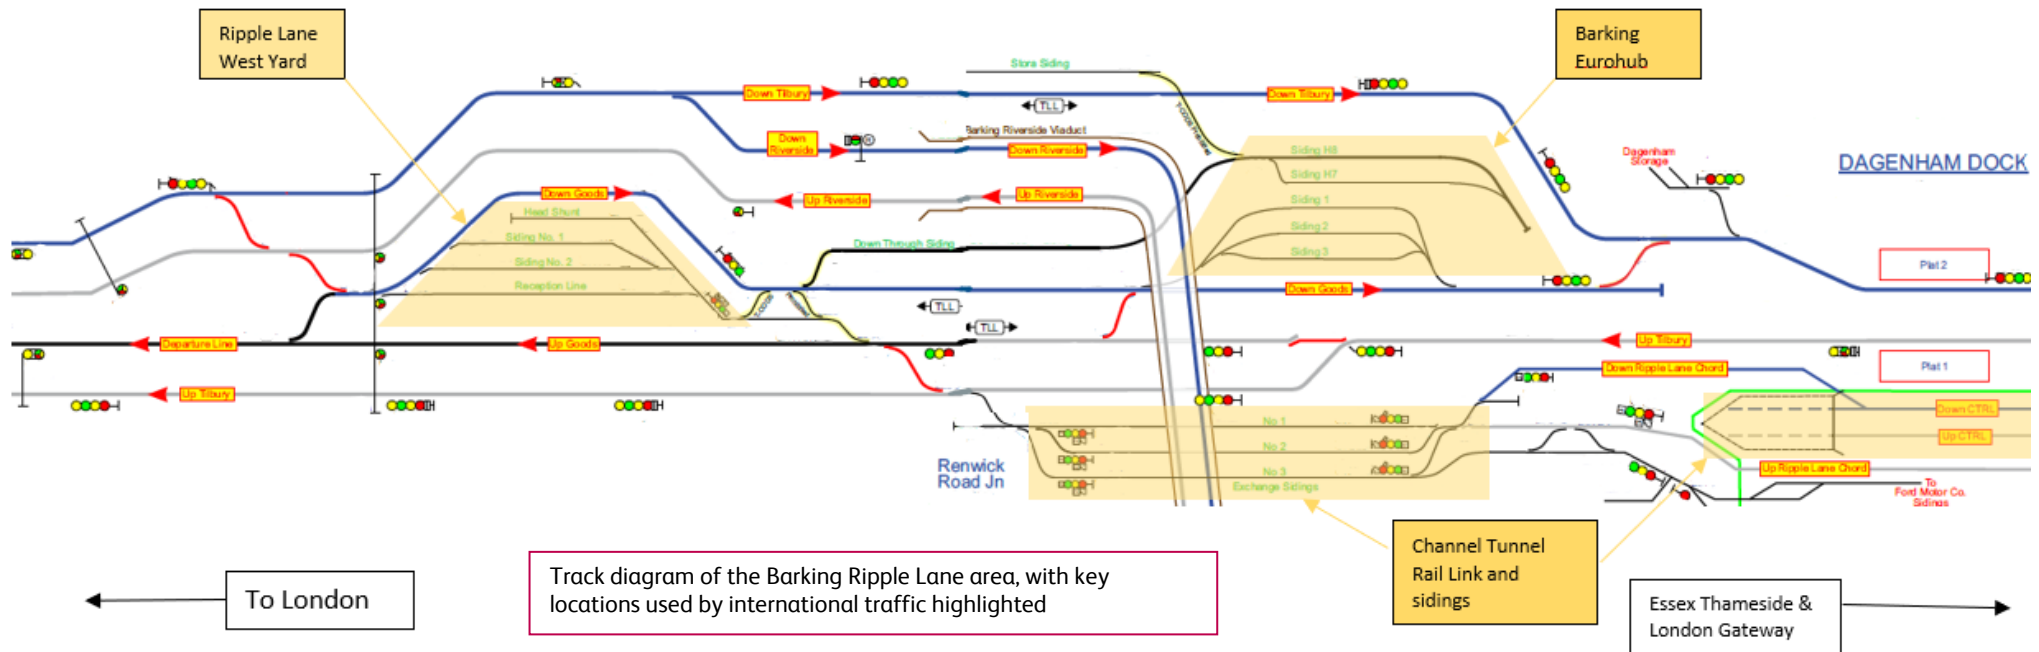 Ripple Lane
West Yard
Barking
Eurohub
Stora Siding
Down Tilbury
TLL
Down Tilbury
Barking Riverside Viaduct
Down
Riverside
Down Riverside
Siding H8
Siding H7
Dagenham
Storage
DAGENHAM DOCK
Down Goods
Up Riverside
Up Riverside
Siding 1
Head Shunt
Siding No. 1
Down Through Siding
Siding 2
Siding 3
Siding No. 2
Reception Line
Down Goods
Plat 2
TLL
TLL
Departure Line
Up Goods
Up Tilbury
Plat 1
Down Ripple Lane Chord
Up Tilbury
Down CTRL
No 1
No 2
Up CTRL
Renwick
Road Jn
No 3
Exchange Sidings
Up Ripple Lane Chord
To
Ford Motor Co.
Sidings
Channel Tunnel
Rail Link and
sidings
To London
Track diagram of the Barking Ripple Lane area, with key
locations used by international traffic highlighted
Essex Thameside &
London Gateway